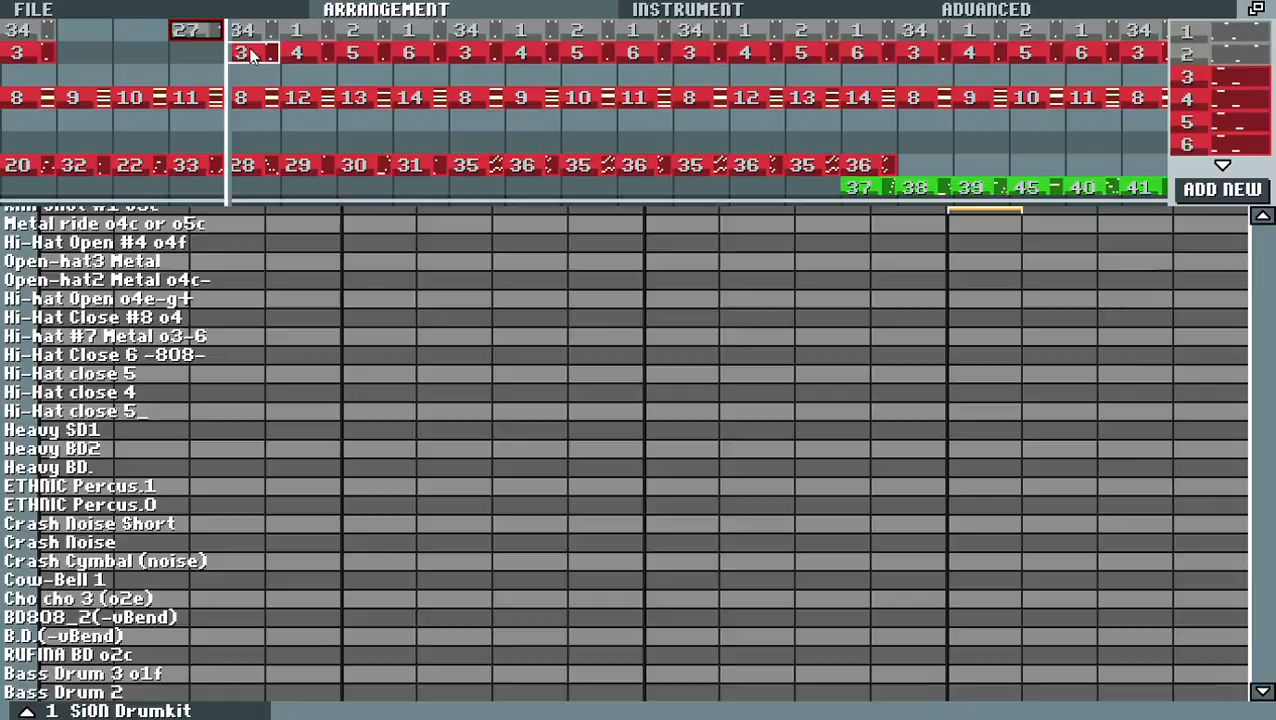 FILE ARRANGEMENT INSTRUMENT ADVANCED
34 27 34 1 2 1 34 1 2 1 34 1 2 1 34 1 2 1 34 1
3 3 4 5 6 3 4 5 6 3 4 5 6 3 4 5 6 3 2
3
8 9 10 11 8 12 13 14 8 9 10 11 8 12 13 14 8 9 10 11 8 4
5
6
20 32 22 33 28 29 30 31 35 36 35 36 35 36 35 36
37 38 39 45 40 41 ADD NEW
Metal ride o4c or o5c
Hi-Hat Open #4 o4f
Open-hat3 Metal
Open-hat2 Metal o4c-
Hi-hat Open o4e-g+
Hi-Hat Close #8 o4
Hi-hat #7 Metal o3-6
Hi-Hat Close 6 -808-
Hi-Hat close 5
Hi-Hat close 4
Hi-Hat close 5_
Heavy SD1
Heavy BD2
Heavy BD.
ETHNIC Percus.1
ETHNIC Percus.0
Crash Noise Short
Crash Noise
Crash Cymbal (noise)
Cow-Bell 1
Cho cho 3 (o2e)
BD808_2(-vBend)
B.D.(-vBend)
RUFINA BD o2c
Bass Drum 3 o1f
Bass Drum 2
1 SiON Drumkit